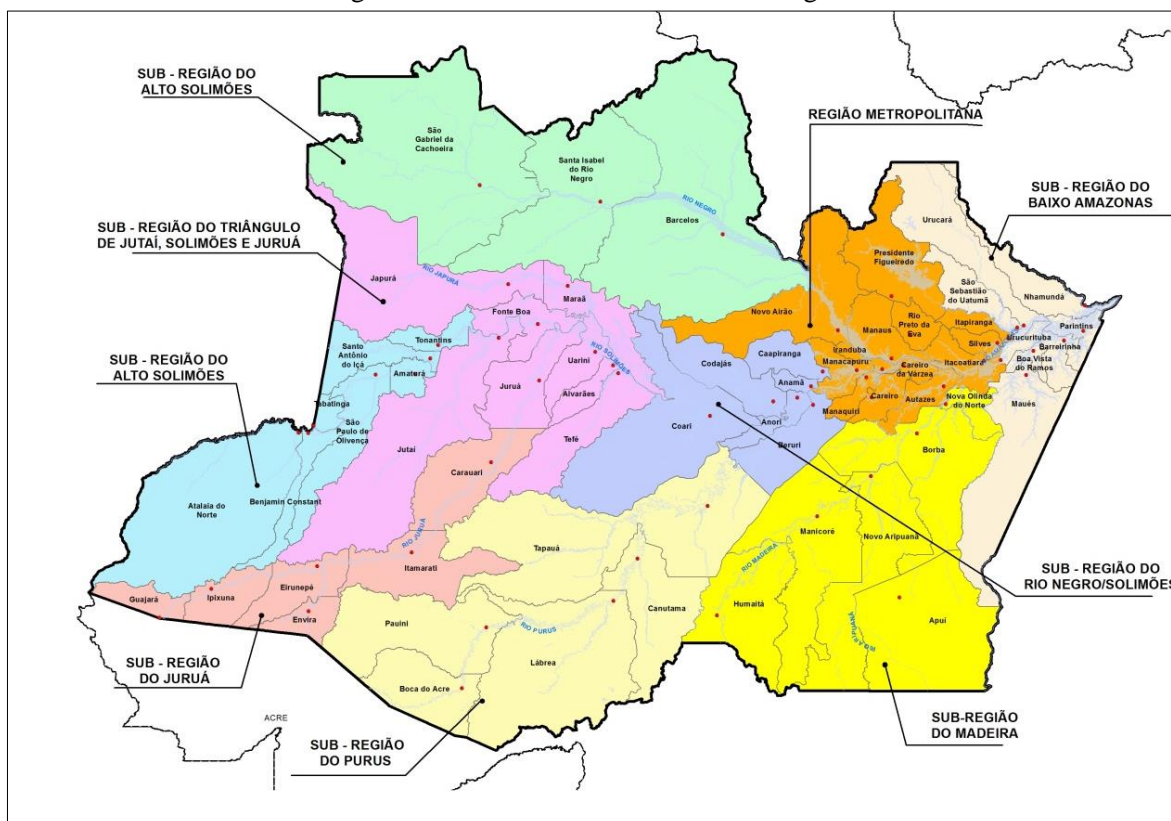 SUB - REGIÃO DO
ALTO SOLIMÕES
SUB - REGIÃO DO TRIÂNGULO
DE JUTAÍ, SOLIMÕES E JURUÁ
SUB - REGIÃO DO
ALTO SOLIMÕES
SUB - REGIÃO
DO JURUÁ
SUB - REGIÃO
DO PURUS
REGIÃO METROPOLITANA
SUB - REGIÃO DO
BAIXO AMAZONAS
SUB - REGIÃO DO
RIO NEGRO/SOLIMÕES
SUB-REGIÃO
DO MADEIRA
ACRE
São
Gabriel da
Cachoeira
Santa Isabel
do Rio
Negro
Barcelos
RIO NEGRO
Japurá
RIO JAPURÁ
Maraã
Fonte Boa
Uarini
RIO SOLIMÕES
Juruá
Alvarães
Jutaí
Tefé
Santo
Antônio
do Içá
Tonantins
Amaturá
Tabatinga
São
Paulo de
Olivença
Benjamin Constant
Atalaia do
Norte
Carauari
RIO JURUÁ
Itamarati
Eirunepé
Ipixuna
Guajará
Envira
Tapauá
Canutama
Pauini
RIO PURUS
Lábrea
Boca do Acre
Codajás
Caapiranga
Anamã
Anori
Coari
Beruri
Novo Airão
Presidente
Figueiredo
Manaus
Rio
Preto da
Eva
Itapiranga
Silves
Iranduba
Manacapuru
Itacoatiara
Careiro
da Várzea
Careiro
Autazes
Manaquiri
Urucará
São
Sebastião
do Uatumã
Nhamundá
Parintins
Urucurituba
Barreirinha
Boa Vista
do Ramos
Maués
Nova Olinda
do Norte
Borba
Manicoré
Novo Aripuanã
RIO MADEIRA
Humaitá
RIO ARIPUANÃ
Apuí